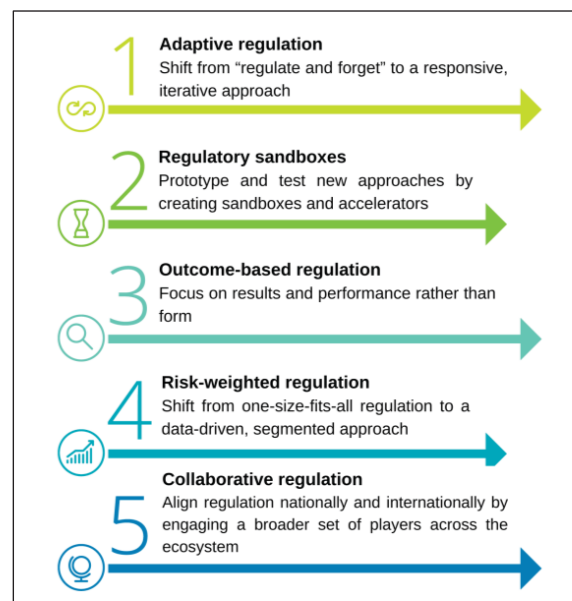 1
Adaptive regulation
Shift from “regulate and forget” to a responsive,
iterative approach
2
Regulatory sandboxes
Prototype and test new approaches by
creating sandboxes and accelerators
3
Outcome-based regulation
Focus on results and performance rather than
form
4
Risk-weighted regulation
Shift from one-size-fits-all regulation to a
data-driven, segmented approach
5
Collaborative regulation
Align regulation nationally and internationally by
engaging a broader set of players across the
ecosystem